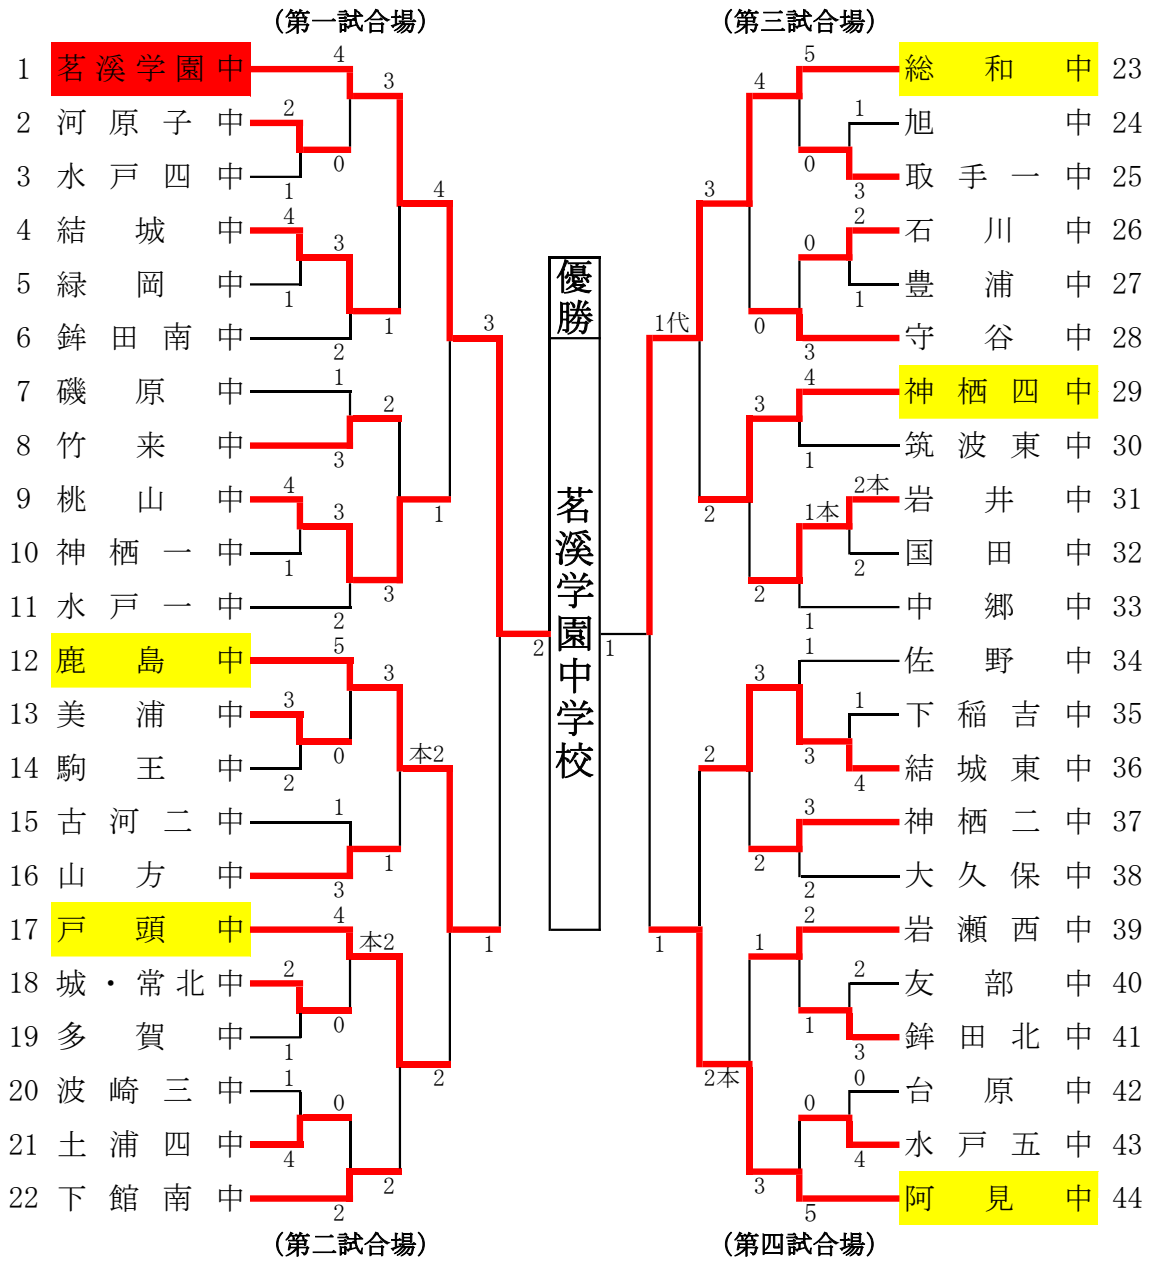 (第一試合場)
1 茗溪学園中 4
3
2 河原子中 2
0
3 水戸四中 1
4
4 結城中 4
3
5 緑岡中 1
1
6 鉾田南中 2
3
7 磯原中 1
2
8 竹来中 3
9 桃山中 4
3
1
10 神栖一中 1
3
11 水戸一中 2
12 鹿島中 5
3
13 美浦中 3
0
本2
14 駒王中 2
15 古河二中 1
1
16 山方中 3
17 戸頭中 4
本2
1
18 城・常北中 2
0
19 多賀中 1
2
20 波崎三中 1
0
21 土浦四中 4
2
22 下館南中 2
(第二試合場)
優勝
茗溪学園中学校
2
1
(第三試合場)
5 総和中 23
4
1 旭中 24
0
3 取手一中 25
3
2 石川中 26
0
1 豊浦中 27
0
3 守谷中 28
1代
4 神栖四中 29
3
1 筑波東中 30
2本 岩井中 31
1本
2
2 国田中 32
2
1 中郷中 33
1 佐野中 34
3
1 下稲吉中 35
3
2
4 結城東中 36
3 神栖二中 37
2
2 大久保中 38
2 岩瀬西中 39
1
1
2 友部中 40
1
3 鉾田北中 41
2本
0 台原中 42
0
4 水戸五中 43
3
5 阿見中 44
(第四試合場)